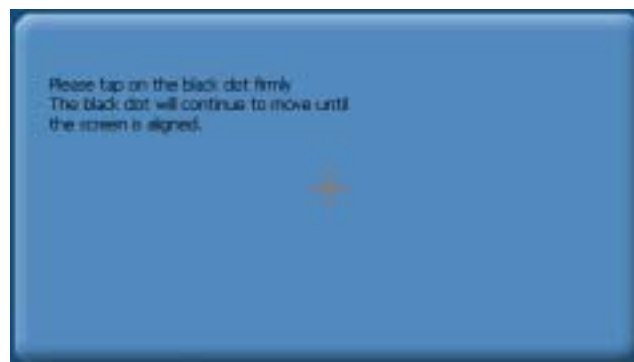 Please tap on the black dot firmly
The black dot will continue to move until
the screen is aligned.